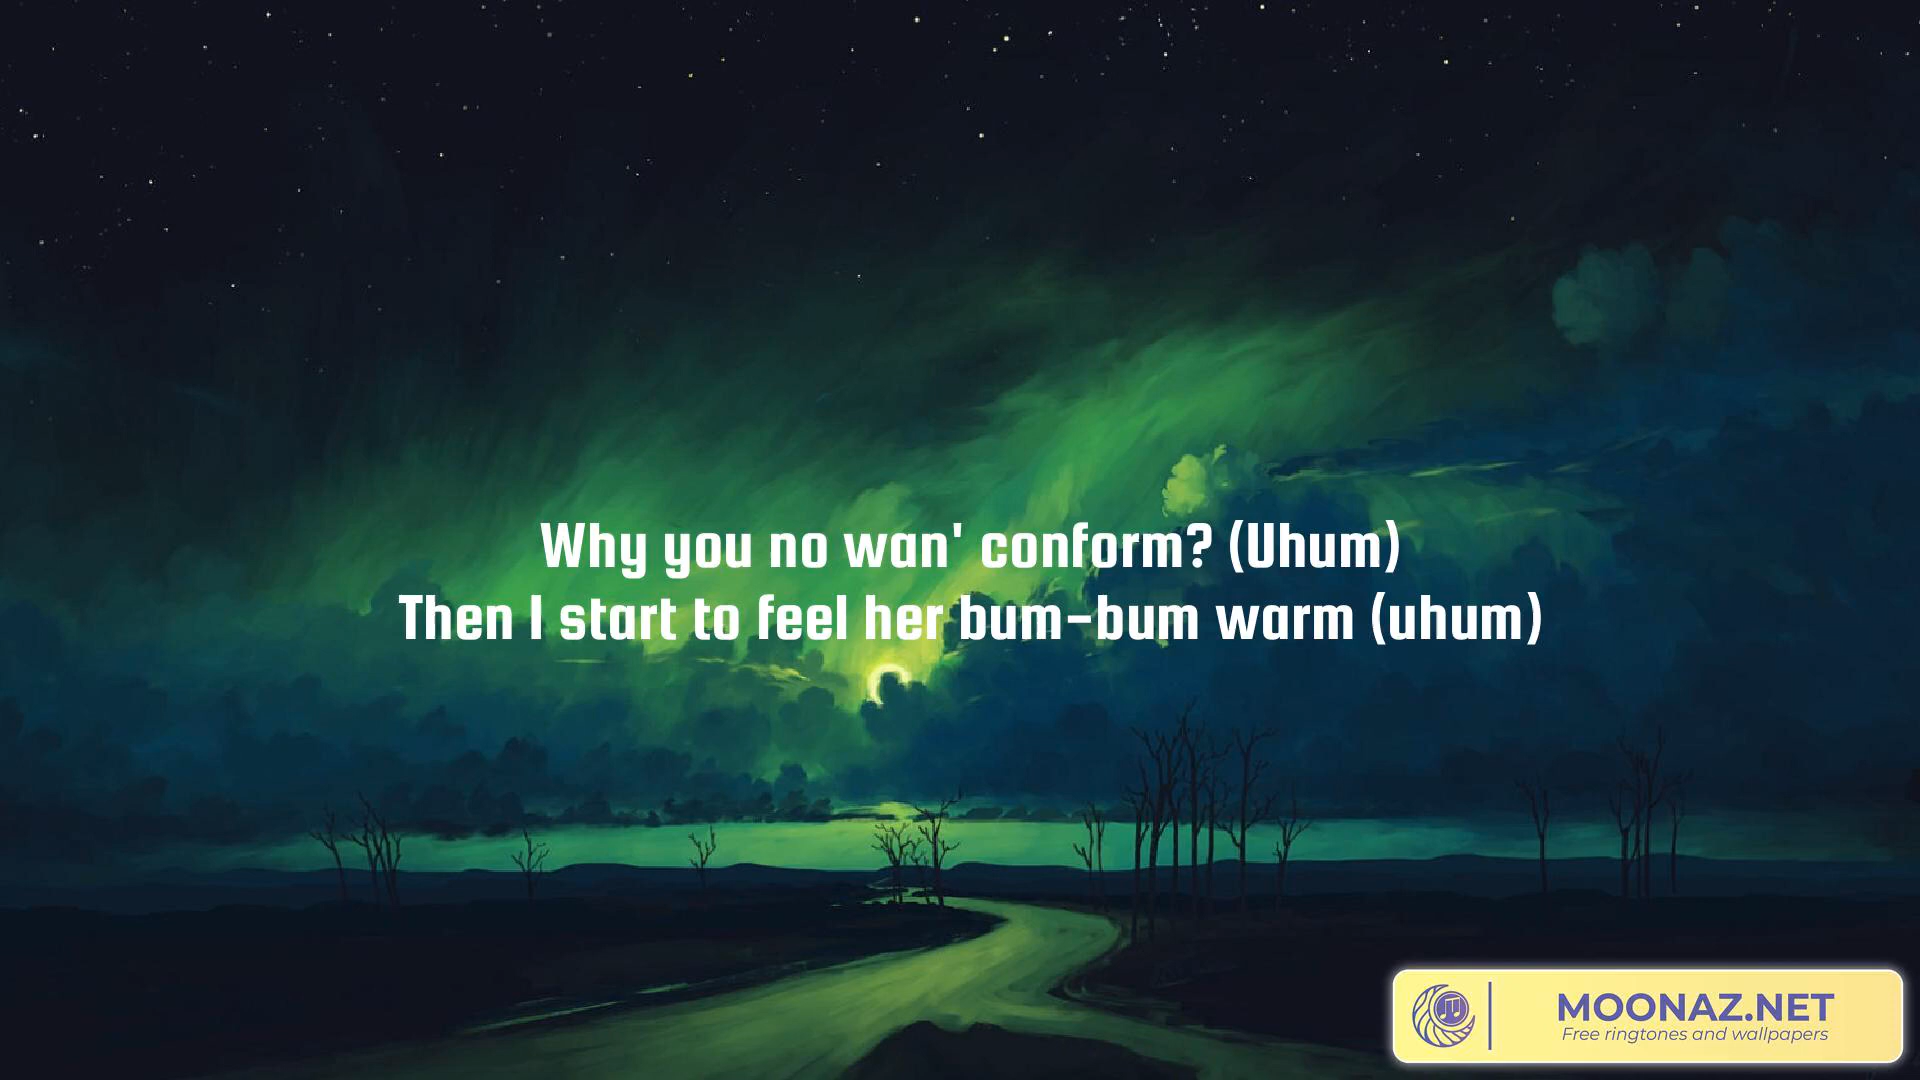 Why you no wan' conform? (Uhum)
Then I start to feel her bum-bum warm (uhum)
MOONAZ.NET
Free ringtones and wallpapers